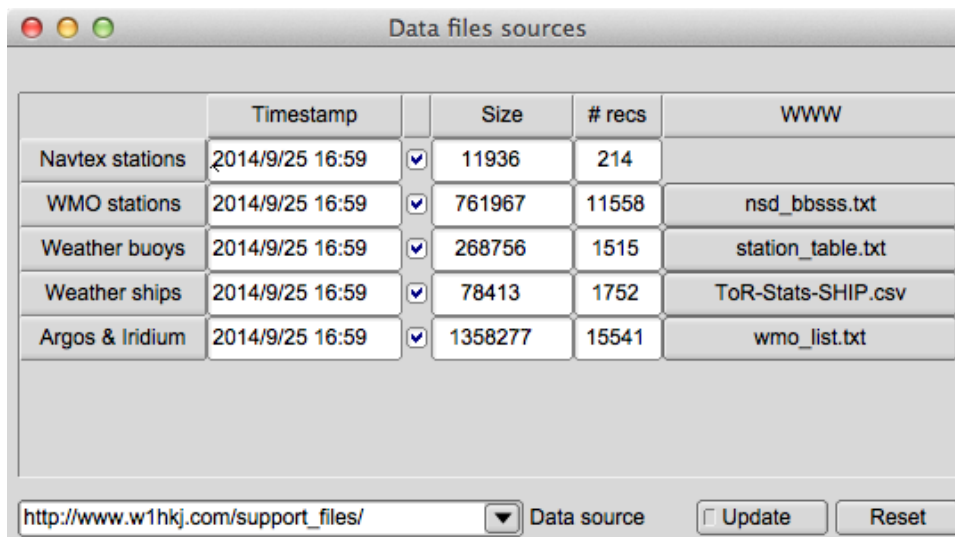 Data files sources
Timestamp Size # recs WWW
Navtex stations 2014/9/25 16:59 11936 214
WMO stations 2014/9/25 16:59 761967 11558 nsd_bbsss.txt
Weather buoys 2014/9/25 16:59 268756 1515 station_table.txt
Weather ships 2014/9/25 16:59 78413 1752 ToR-Stats-SHIP.csv
Argos & Iridium 2014/9/25 16:59 1358277 15541 wmo_list.txt
http://www.w1hkj.com/support_files/ Data source Update Reset